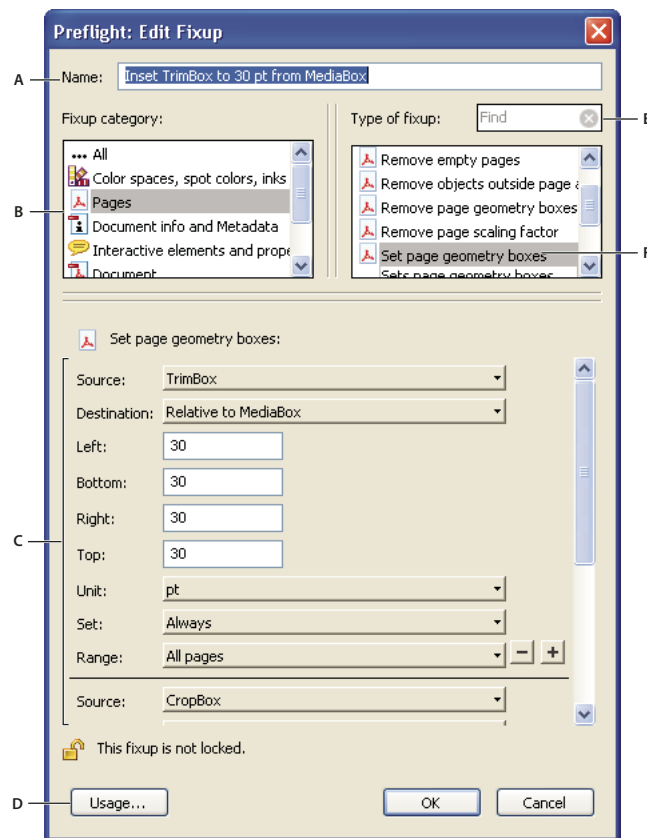 Preflight: Edit Fixup
A
Name: Inset TrimBox to 30 pt from MediaBox
Fixup category:
Type of fixup: Find
... All
Color spaces, spot colors, inks
B
Pages
Document info and Metadata
Interactive elements and prope
Document
Remove empty pages
Remove objects outside page a
Remove page geometry boxes
Remove page scaling factor
Set page geometry boxes
Sets page geometry boxes
Set page geometry boxes:
Source: TrimBox
Destination: Relative to MediaBox
Left: 30
Bottom: 30
Right: 30
C
Top: 30
Unit: pt
Set: Always
Range: All pages
Source: CropBox
This fixup is not locked.
D
Usage... OK Cancel